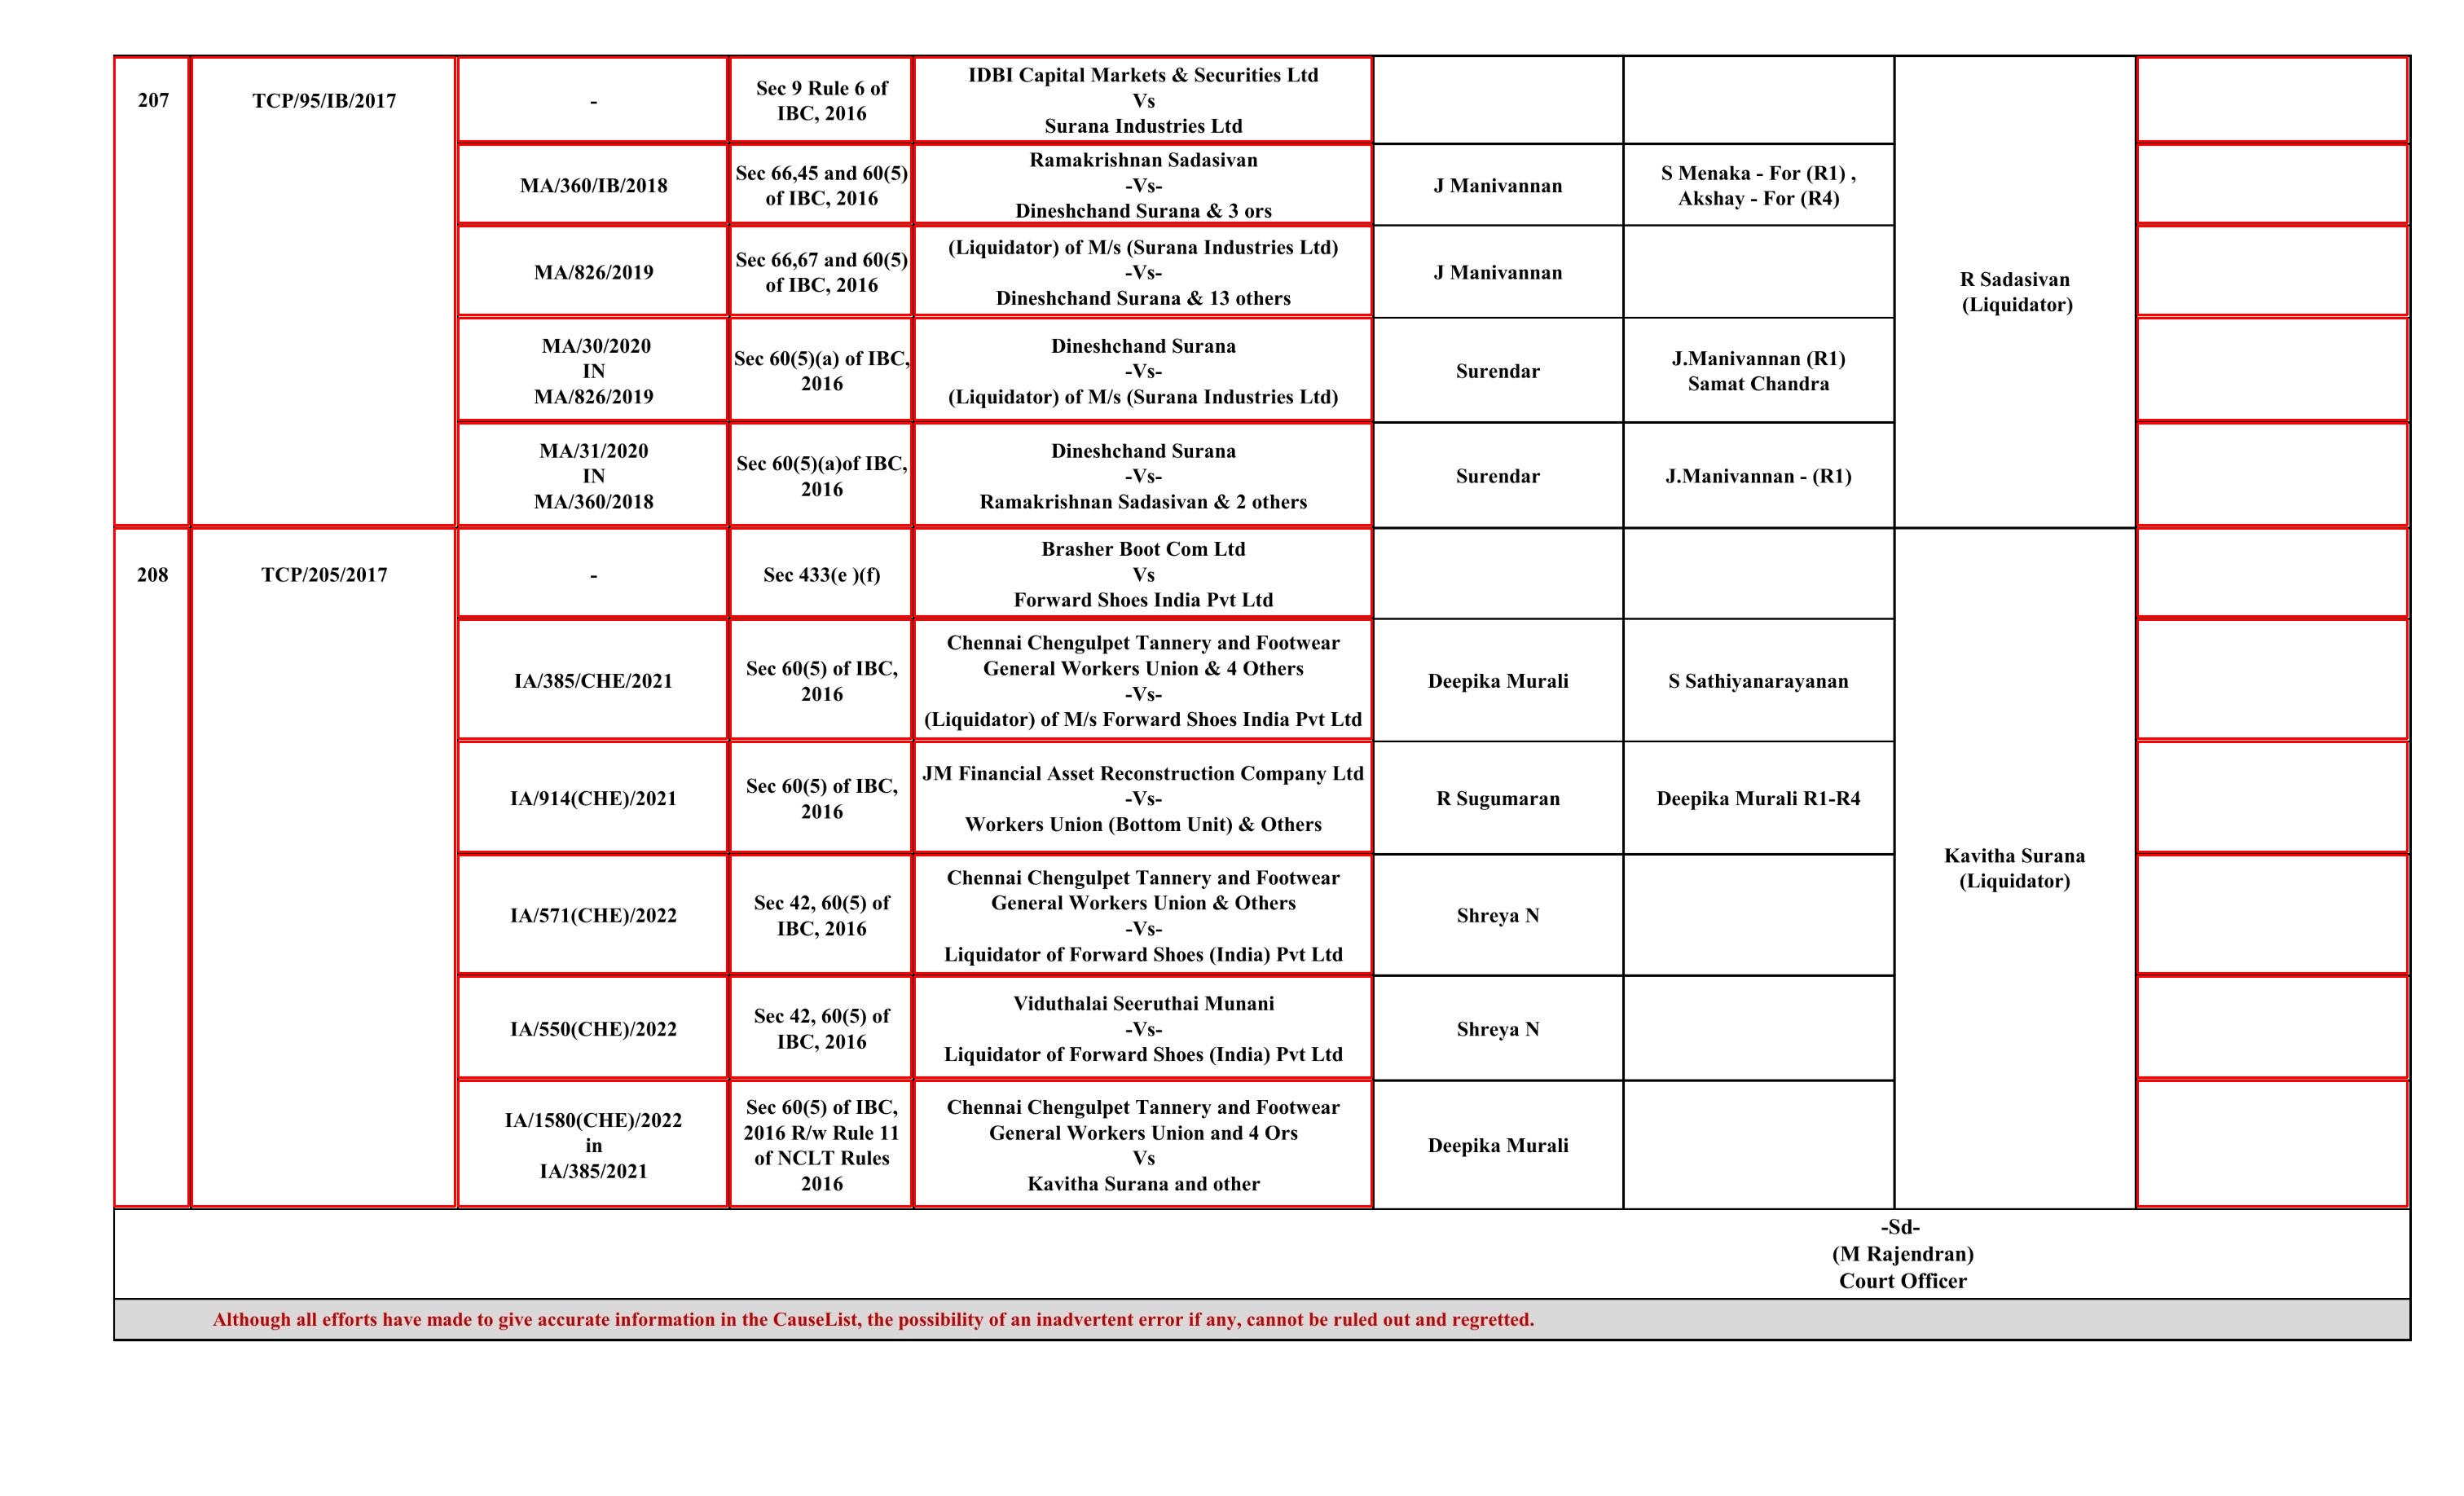 207
TCP/95/IB/2017
-
Sec 9 Rule 6 of
IBC, 2016
IDBI Capital Markets & Securities Ltd
Vs
Surana Industries Ltd
R Sadasivan
(Liquidator)
MA/360/IB/2018
Sec 66,45 and 60(5)
of IBC, 2016
Ramakrishnan Sadasivan
-Vs-
Dineshchand Surana & 3 ors
J Manivannan
S Menaka - For (R1) ,
Akshay - For (R4)
MA/826/2019
Sec 66,67 and 60(5)
of IBC, 2016
(Liquidator) of M/s (Surana Industries Ltd)
-Vs-
Dineshchand Surana & 13 others
J Manivannan
MA/30/2020
IN
MA/826/2019
Sec 60(5)(a) of IBC,
2016
Dineshchand Surana
-Vs-
(Liquidator) of M/s (Surana Industries Ltd)
Surendar
J.Manivannan (R1)
Samat Chandra
MA/31/2020
IN
MA/360/2018
Sec 60(5)(a)of IBC,
2016
Dineshchand Surana
-Vs-
Ramakrishnan Sadasivan & 2 others
Surendar
J.Manivannan - (R1)
208
TCP/205/2017
-
Sec 433(e )(f)
Brasher Boot Com Ltd
Vs
Forward Shoes India Pvt Ltd
Kavitha Surana
(Liquidator)
IA/385/CHE/2021
Sec 60(5) of IBC,
2016
Chennai Chengulpet Tannery and Footwear
General Workers Union & 4 Others
-Vs-
(Liquidator) of M/s Forward Shoes India Pvt Ltd
Deepika Murali
S Sathiyanarayanan
IA/914(CHE)/2021
Sec 60(5) of IBC,
2016
JM Financial Asset Reconstruction Company Ltd
-Vs-
Workers Union (Bottom Unit) & Others
R Sugumaran
Deepika Murali R1-R4
IA/571(CHE)/2022
Sec 42, 60(5) of
IBC, 2016
Chennai Chengulpet Tannery and Footwear
General Workers Union & Others
-Vs-
Liquidator of Forward Shoes (India) Pvt Ltd
Shreya N
IA/550(CHE)/2022
Sec 42, 60(5) of
IBC, 2016
Viduthalai Seeruthai Munani
-Vs-
Liquidator of Forward Shoes (India) Pvt Ltd
Shreya N
IA/1580(CHE)/2022
in
IA/385/2021
Sec 60(5) of IBC,
2016 R/w Rule 11
of NCLT Rules
2016
Chennai Chengulpet Tannery and Footwear
General Workers Union and 4 Ors
Vs
Kavitha Surana and other
Deepika Murali
-Sd-
(M Rajendran)
Court Officer
Although all efforts have made to give accurate information in the CauseList, the possibility of an inadvertent error if any, cannot be ruled out and regretted.